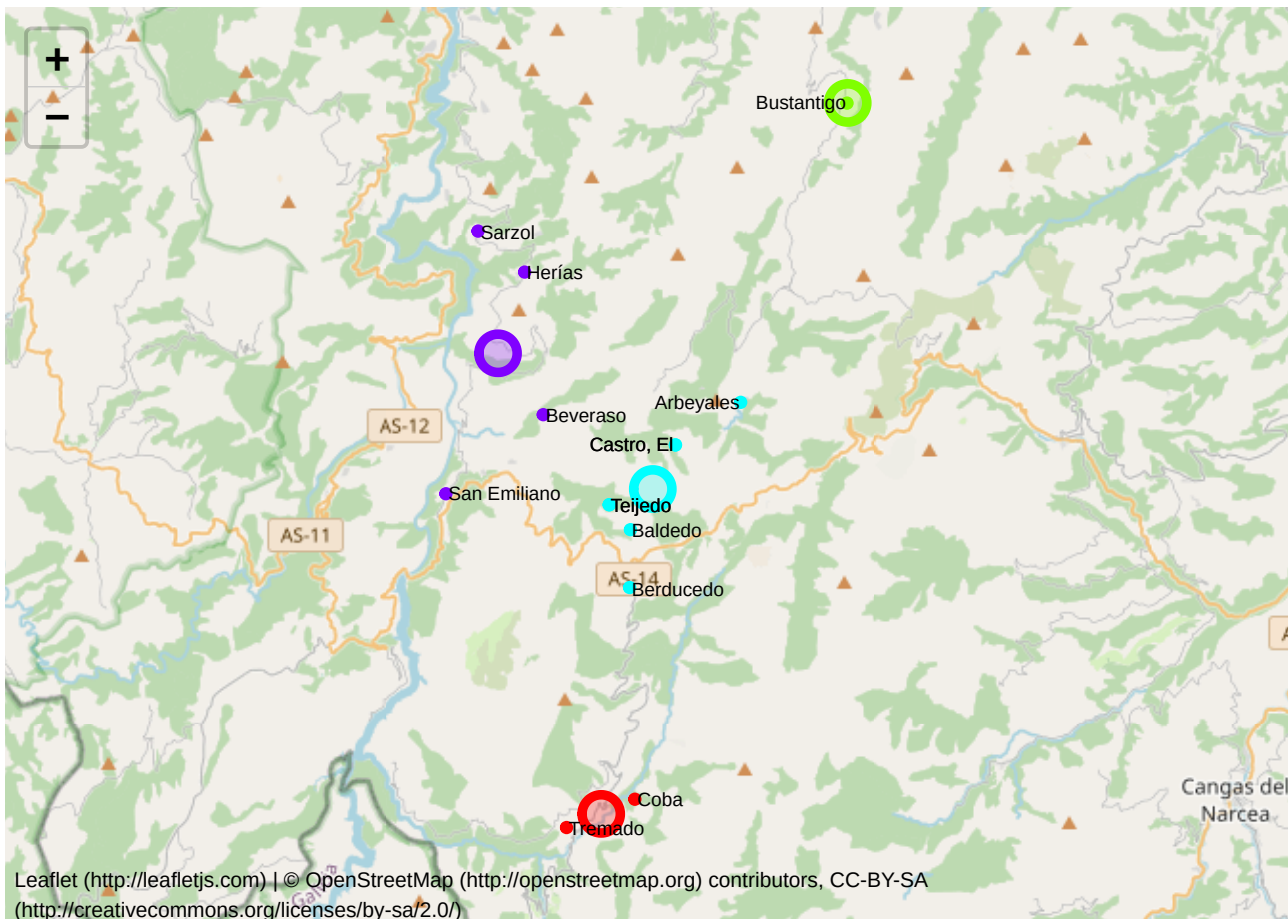 +
−
Bustantigo
Sarzol
Herías
Arbeyales
Beveraso
AS-12
Castro, El
San Emiliano
Teijedo
AS-11
Baldedo
AS-14
Berducedo
A
Cangas del
Narcea
Coba
Tremado
Galicia
Leaflet (http://leafletjs.com) | © OpenStreetMap (http://openstreetmap.org) contributors, CC-BY-SA
(http://creativecommons.org/licenses/by-sa/2.0/)